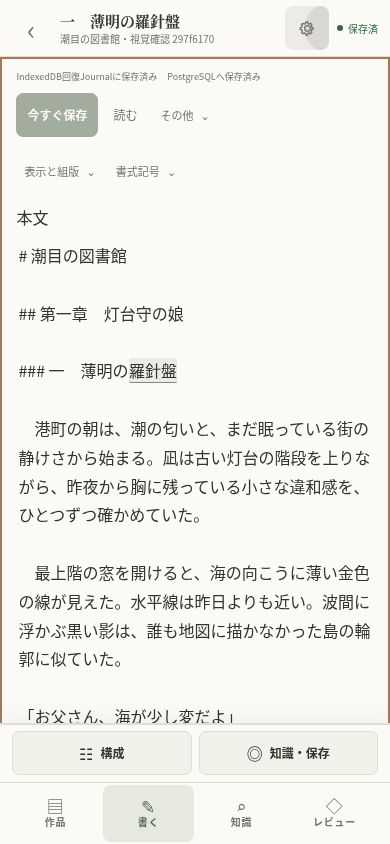 一　薄明の羅針盤
潮目の図書館・視覚確認 297f6170
保存済
IndexedDB回復Journalに保存済み　PostgreSQLへ保存済み
今すぐ保存
読む
その他
表示と組版
書式記号
本文
# 潮目の図書館
## 第一章　灯台守の娘
### 一　薄明の羅針盤
　港町の朝は、潮の匂いと、まだ眠っている街の
静けさから始まる。凪は古い灯台の階段を上りな
がら、昨夜から胸に残っている小さな違和感を、
ひとつずつ確かめていた。
　最上階の窓を開けると、海の向こうに薄い金色
の線が見えた。水平線は昨日よりも近い。波間に
浮かぶ黒い影は、誰も地図に描かなかった島の輪
郭に似ていた。
「お父さん、海が少し変だよ」
構成
知識・保存
作品
書く
知識
レビュー